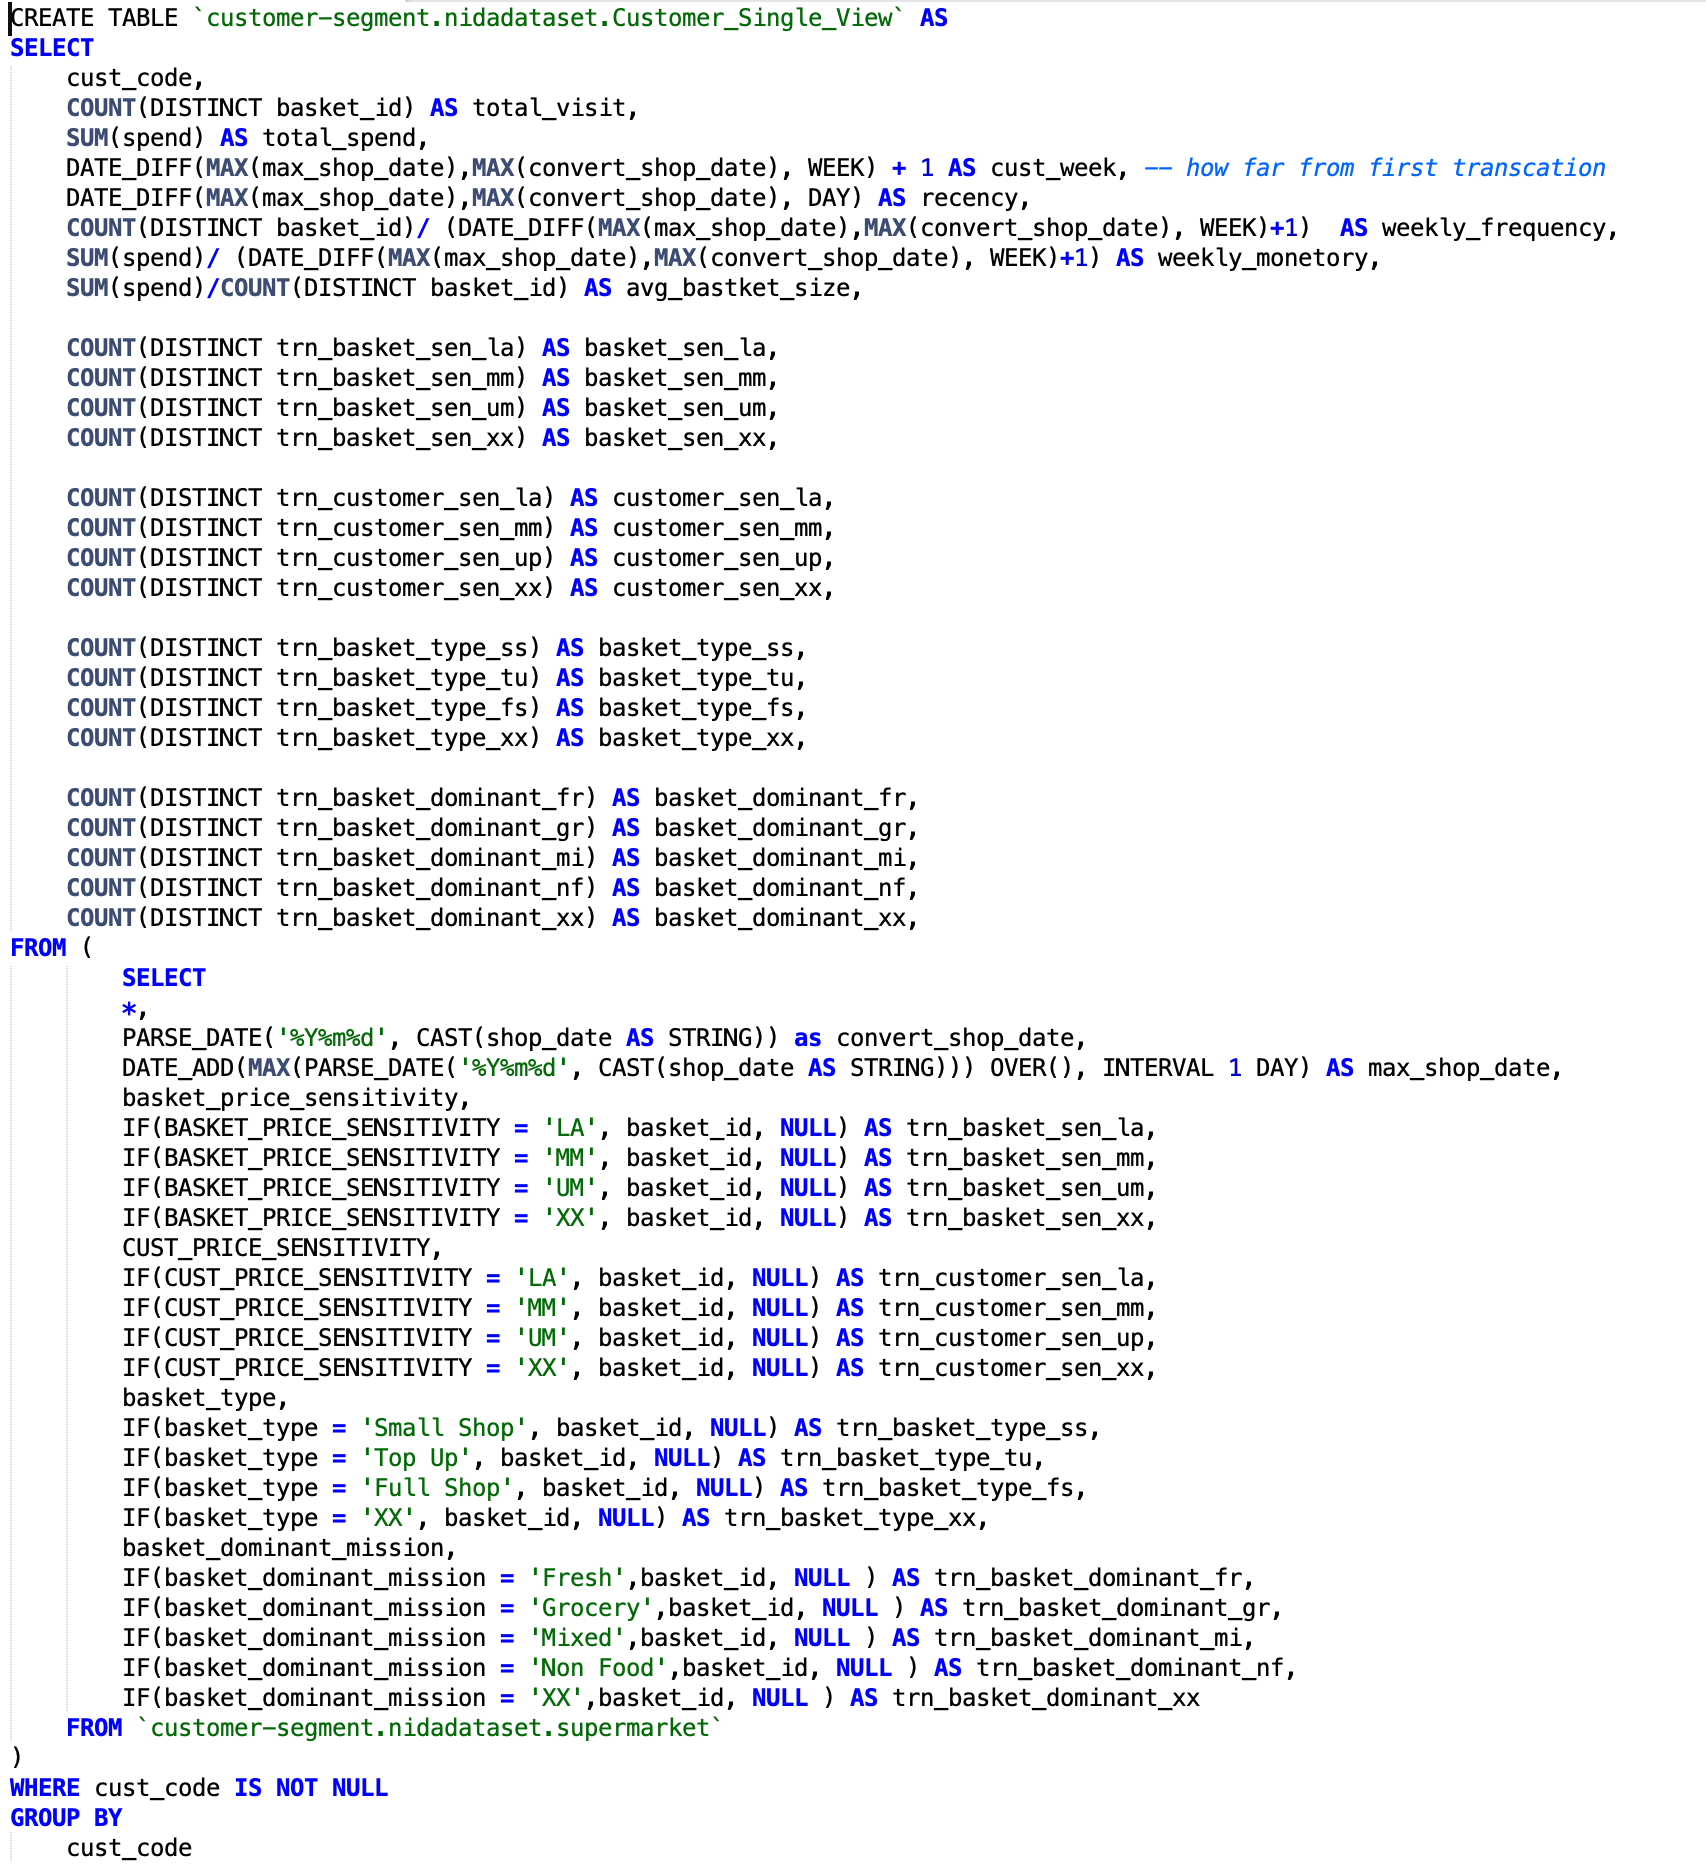 CREATE TABLE `customer-segment.nidadataset.Customer_Single_View` AS
SELECT
    cust_code,
    COUNT(DISTINCT basket_id) AS total_visit,
    SUM(spend) AS total_spend,
    DATE_DIFF(MAX(max_shop_date),MAX(convert_shop_date), WEEK) + 1 AS cust_week, -- how far from first transcation
    DATE_DIFF(MAX(max_shop_date),MAX(convert_shop_date), DAY) AS recency,
    COUNT(DISTINCT basket_id)/ (DATE_DIFF(MAX(max_shop_date),MAX(convert_shop_date), WEEK)+1)  AS weekly_frequency,
    SUM(spend)/ (DATE_DIFF(MAX(max_shop_date),MAX(convert_shop_date), WEEK)+1) AS weekly_monetory,
    SUM(spend)/COUNT(DISTINCT basket_id) AS avg_bastket_size,

    COUNT(DISTINCT trn_basket_sen_la) AS basket_sen_la,
    COUNT(DISTINCT trn_basket_sen_mm) AS basket_sen_mm,
    COUNT(DISTINCT trn_basket_sen_um) AS basket_sen_um,
    COUNT(DISTINCT trn_basket_sen_xx) AS basket_sen_xx,

    COUNT(DISTINCT trn_customer_sen_la) AS customer_sen_la,
    COUNT(DISTINCT trn_customer_sen_mm) AS customer_sen_mm,
    COUNT(DISTINCT trn_customer_sen_up) AS customer_sen_up,
    COUNT(DISTINCT trn_customer_sen_xx) AS customer_sen_xx,

    COUNT(DISTINCT trn_basket_type_ss) AS basket_type_ss,
    COUNT(DISTINCT trn_basket_type_tu) AS basket_type_tu,
    COUNT(DISTINCT trn_basket_type_fs) AS basket_type_fs,
    COUNT(DISTINCT trn_basket_type_xx) AS basket_type_xx,

    COUNT(DISTINCT trn_basket_dominant_fr) AS basket_dominant_fr,
    COUNT(DISTINCT trn_basket_dominant_gr) AS basket_dominant_gr,
    COUNT(DISTINCT trn_basket_dominant_mi) AS basket_dominant_mi,
    COUNT(DISTINCT trn_basket_dominant_nf) AS basket_dominant_nf,
    COUNT(DISTINCT trn_basket_dominant_xx) AS basket_dominant_xx,
FROM (
        SELECT
        *,
        PARSE_DATE('%Y%m%d', CAST(shop_date AS STRING)) as convert_shop_date,
        DATE_ADD(MAX(PARSE_DATE('%Y%m%d', CAST(shop_date AS STRING))) OVER(), INTERVAL 1 DAY) AS max_shop_date,
        basket_price_sensitivity,
        IF(BASKET_PRICE_SENSITIVITY = 'LA', basket_id, NULL) AS trn_basket_sen_la,
        IF(BASKET_PRICE_SENSITIVITY = 'MM', basket_id, NULL) AS trn_basket_sen_mm,
        IF(BASKET_PRICE_SENSITIVITY = 'UM', basket_id, NULL) AS trn_basket_sen_um,
        IF(BASKET_PRICE_SENSITIVITY = 'XX', basket_id, NULL) AS trn_basket_sen_xx,
        CUST_PRICE_SENSITIVITY,
        IF(CUST_PRICE_SENSITIVITY = 'LA', basket_id, NULL) AS trn_customer_sen_la,
        IF(CUST_PRICE_SENSITIVITY = 'MM', basket_id, NULL) AS trn_customer_sen_mm,
        IF(CUST_PRICE_SENSITIVITY = 'UM', basket_id, NULL) AS trn_customer_sen_up,
        IF(CUST_PRICE_SENSITIVITY = 'XX', basket_id, NULL) AS trn_customer_sen_xx,
        basket_type,
        IF(basket_type = 'Small Shop', basket_id, NULL) AS trn_basket_type_ss,
        IF(basket_type = 'Top Up', basket_id, NULL) AS trn_basket_type_tu,
        IF(basket_type = 'Full Shop', basket_id, NULL) AS trn_basket_type_fs,
        IF(basket_type = 'XX', basket_id, NULL) AS trn_basket_type_xx,
        basket_dominant_mission,
        IF(basket_dominant_mission = 'Fresh',basket_id, NULL ) AS trn_basket_dominant_fr,
        IF(basket_dominant_mission = 'Grocery',basket_id, NULL ) AS trn_basket_dominant_gr,
        IF(basket_dominant_mission = 'Mixed',basket_id, NULL ) AS trn_basket_dominant_mi,
        IF(basket_dominant_mission = 'Non Food',basket_id, NULL ) AS trn_basket_dominant_nf,
        IF(basket_dominant_mission = 'XX',basket_id, NULL ) AS trn_basket_dominant_xx
    FROM `customer-segment.nidadataset.supermarket`
)
WHERE cust_code IS NOT NULL
GROUP BY
    cust_code